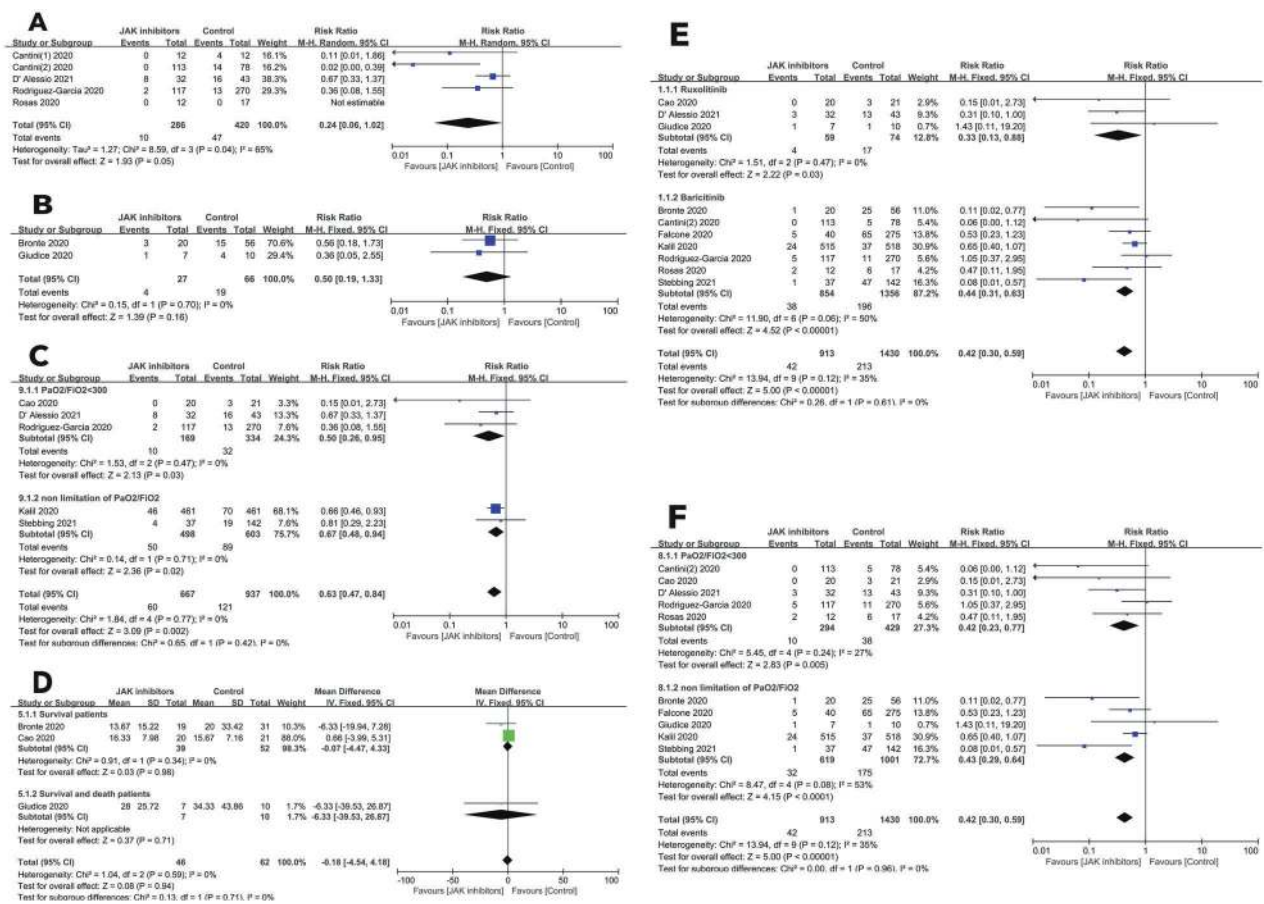 A
JAK inhibitors Control Risk Ratio Risk Ratio
Study or Subgroup Events Total Events Total Weight M-H. Random. 95% CI M-H. Random. 95% CI
Cantini(1) 2020 0 12 4 12 16.1% 0.11 [0.01, 1.86]
Cantini(2) 2020 0 113 14 78 16.2% 0.02 [0.00, 0.39]
D' Alessio 2021 8 32 16 43 38.3% 0.67 [0.33, 1.37]
Rodriguez-Garcia 2020 2 117 13 270 29.3% 0.36 [0.08, 1.55]
Rosas 2020 0 12 0 17 Not estimable
Total (95% CI) 286 420 100.0% 0.24 [0.06, 1.02]
Total events 10 47
Heterogeneity: Tau² = 1.27; Chi² = 8.59, df = 3 (P = 0.04); I² = 65%
Test for overall effect: Z = 1.93 (P = 0.05)
0.01 0.1 1 10 100
Favours [JAK inhibitors] Favours [Control]
B
JAK inhibitors Control Risk Ratio Risk Ratio
Study or Subgroup Events Total Events Total Weight M-H. Fixed. 95% CI M-H. Fixed. 95% CI
Bronte 2020 3 20 15 56 70.6% 0.56 [0.18, 1.73]
Giudice 2020 1 7 4 10 29.4% 0.36 [0.05, 2.55]
Total (95% CI) 27 66 100.0% 0.50 [0.19, 1.33]
Total events 4 19
Heterogeneity: Chi² = 0.15, df = 1 (P = 0.70); I² = 0%
Test for overall effect: Z = 1.39 (P = 0.16)
0.01 0.1 1 10 100
Favours [JAK inhibitors] Favours [Control]
C
JAK inhibitors Control Risk Ratio Risk Ratio
Study or Subgroup Events Total Events Total Weight M-H. Fixed. 95% CI M-H. Fixed. 95% CI
9.1.1 PaO2/FiO2<300
Cao 2020 0 20 3 21 3.3% 0.15 [0.01, 2.73]
D' Alessio 2021 8 32 16 43 13.3% 0.67 [0.33, 1.37]
Rodriguez-Garcia 2020 2 117 13 270 7.6% 0.36 [0.08, 1.55]
Subtotal (95% CI) 169 334 24.3% 0.50 [0.26, 0.95]
Total events 10 32
Heterogeneity: Chi² = 1.53, df = 2 (P = 0.47); I² = 0%
Test for overall effect: Z = 2.13 (P = 0.03)
9.1.2 non limitation of PaO2/FiO2
Kalil 2020 46 461 70 461 68.1% 0.66 [0.46, 0.93]
Stebbing 2021 4 37 19 142 7.6% 0.81 [0.29, 2.23]
Subtotal (95% CI) 498 603 75.7% 0.67 [0.48, 0.94]
Total events 50 89
Heterogeneity: Chi² = 0.14, df = 1 (P = 0.71); I² = 0%
Test for overall effect: Z = 2.36 (P = 0.02)
Total (95% CI) 667 937 100.0% 0.63 [0.47, 0.84]
Total events 60 121
Heterogeneity: Chi² = 1.84, df = 4 (P = 0.77); I² = 0%
Test for overall effect: Z = 3.09 (P = 0.002)
Test for subgroup differences: Chi² = 0.65, df = 1 (P = 0.42), I² = 0%
0.01 0.1 1 10 100
Favours [JAK inhibitors] Favours [Control]
D
JAK inhibitors Control Mean Difference Mean Difference
Study or Subgroup Mean SD Total Mean SD Total Weight IV. Fixed. 95% CI IV. Fixed. 95% CI
5.1.1 Survival patients
Bronte 2020 13.67 15.22 19 20 33.42 31 10.3% -6.33 [-19.94, 7.28]
Cao 2020 16.33 7.98 20 15.67 7.16 21 88.0% 0.66 [-3.99, 5.31]
Subtotal (95% CI) 39 52 98.3% -0.07 [-4.47, 4.33]
Heterogeneity: Chi² = 0.91, df = 1 (P = 0.34); I² = 0%
Test for overall effect: Z = 0.03 (P = 0.98)
5.1.2 Survival and death patients
Giudice 2020 28 25.72 7 34.33 43.86 10 1.7% -6.33 [-39.53, 26.87]
Subtotal (95% CI) 7 10 1.7% -6.33 [-39.53, 26.87]
Heterogeneity: Not applicable
Test for overall effect: Z = 0.37 (P = 0.71)
Total (95% CI) 46 62 100.0% -0.18 [-4.54, 4.18]
Heterogeneity: Chi² = 1.04, df = 2 (P = 0.59); I² = 0%
Test for overall effect: Z = 0.08 (P = 0.94)
Test for subgroup differences: Chi² = 0.13, df = 1 (P = 0.71), I² = 0%
-100 -50 0 50 100
Favours [JAK inhibitors] Favours [Control]
E
JAK inhibitors Control Risk Ratio Risk Ratio
Study or Subgroup Events Total Events Total Weight M-H. Fixed. 95% CI M-H. Fixed. 95% CI
1.1.1 Ruxolitinib
Cao 2020 0 20 3 21 2.9% 0.15 [0.01, 2.73]
D' Alessio 2021 3 32 13 43 9.3% 0.31 [0.10, 1.00]
Giudice 2020 1 7 1 10 0.7% 1.43 [0.11, 19.20]
Subtotal (95% CI) 59 74 12.8% 0.33 [0.13, 0.88]
Total events 4 17
Heterogeneity: Chi² = 1.51, df = 2 (P = 0.47); I² = 0%
Test for overall effect: Z = 2.22 (P = 0.03)
1.1.2 Baricitinib
Bronte 2020 1 20 25 56 11.0% 0.11 [0.02, 0.77]
Cantini(2) 2020 0 113 5 78 5.4% 0.06 [0.00, 1.12]
Falcone 2020 5 40 65 275 13.8% 0.53 [0.23, 1.23]
Kalil 2020 24 515 37 518 30.9% 0.65 [0.40, 1.07]
Rodriguez-Garcia 2020 5 117 11 270 5.6% 1.05 [0.37, 2.95]
Rosas 2020 2 12 6 17 4.2% 0.47 [0.11, 1.95]
Stebbing 2021 1 37 47 142 16.3% 0.08 [0.01, 0.57]
Subtotal (95% CI) 854 1356 87.2% 0.44 [0.31, 0.63]
Total events 38 196
Heterogeneity: Chi² = 11.90, df = 6 (P = 0.06); I² = 50%
Test for overall effect: Z = 4.52 (P < 0.00001)
Total (95% CI) 913 1430 100.0% 0.42 [0.30, 0.59]
Total events 42 213
Heterogeneity: Chi² = 13.94, df = 9 (P = 0.12); I² = 35%
Test for overall effect: Z = 5.00 (P < 0.00001)
Test for subgroup differences: Chi² = 0.26, df = 1 (P = 0.61), I² = 0%
0.01 0.1 1 10 100
Favours [JAK inhibitors] Favours [Control]
F
JAK inhibitors Control Risk Ratio Risk Ratio
Study or Subgroup Events Total Events Total Weight M-H. Fixed. 95% CI M-H. Fixed. 95% CI
8.1.1 PaO2/FiO2<300
Cantini(2) 2020 0 113 5 78 5.4% 0.06 [0.00, 1.12]
Cao 2020 0 20 3 21 2.9% 0.15 [0.01, 2.73]
D' Alessio 2021 3 32 13 43 9.3% 0.31 [0.10, 1.00]
Rodriguez-Garcia 2020 5 117 11 270 5.6% 1.05 [0.37, 2.95]
Rosas 2020 2 12 6 17 4.2% 0.47 [0.11, 1.95]
Subtotal (95% CI) 294 429 27.3% 0.42 [0.23, 0.77]
Total events 10 38
Heterogeneity: Chi² = 5.45, df = 4 (P = 0.24); I² = 27%
Test for overall effect: Z = 2.83 (P = 0.005)
8.1.2 non limitation of PaO2/FiO2
Bronte 2020 1 20 25 56 11.0% 0.11 [0.02, 0.77]
Falcone 2020 5 40 65 275 13.8% 0.53 [0.23, 1.23]
Giudice 2020 1 7 1 10 0.7% 1.43 [0.11, 19.20]
Kalil 2020 24 515 37 518 30.9% 0.65 [0.40, 1.07]
Stebbing 2021 1 37 47 142 16.3% 0.08 [0.01, 0.57]
Subtotal (95% CI) 619 1001 72.7% 0.43 [0.29, 0.64]
Total events 32 175
Heterogeneity: Chi² = 8.47, df = 4 (P = 0.08); I² = 53%
Test for overall effect: Z = 4.15 (P < 0.0001)
Total (95% CI) 913 1430 100.0% 0.42 [0.30, 0.59]
Total events 42 213
Heterogeneity: Chi² = 13.94, df = 9 (P = 0.12); I² = 35%
Test for overall effect: Z = 5.00 (P < 0.00001)
Test for subgroup differences: Chi² = 0.00, df = 1 (P = 0.96), I² = 0%
0.01 0.1 1 10 100
Favours [JAK inhibitors] Favours [Control]